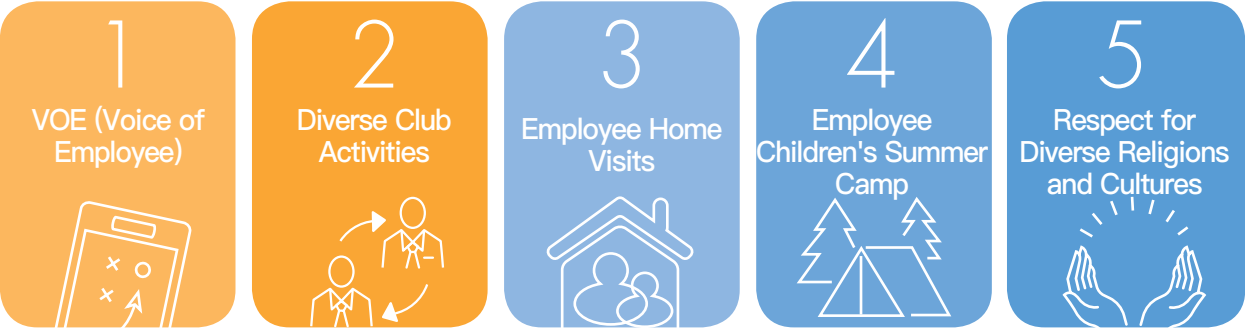 1
VOE (Voice of
Employee)
2
Diverse Club
Activities
3
Employee Home
Visits
4
Employee
Children's Summer
Camp
5
Respect for
Diverse Religions
and Cultures